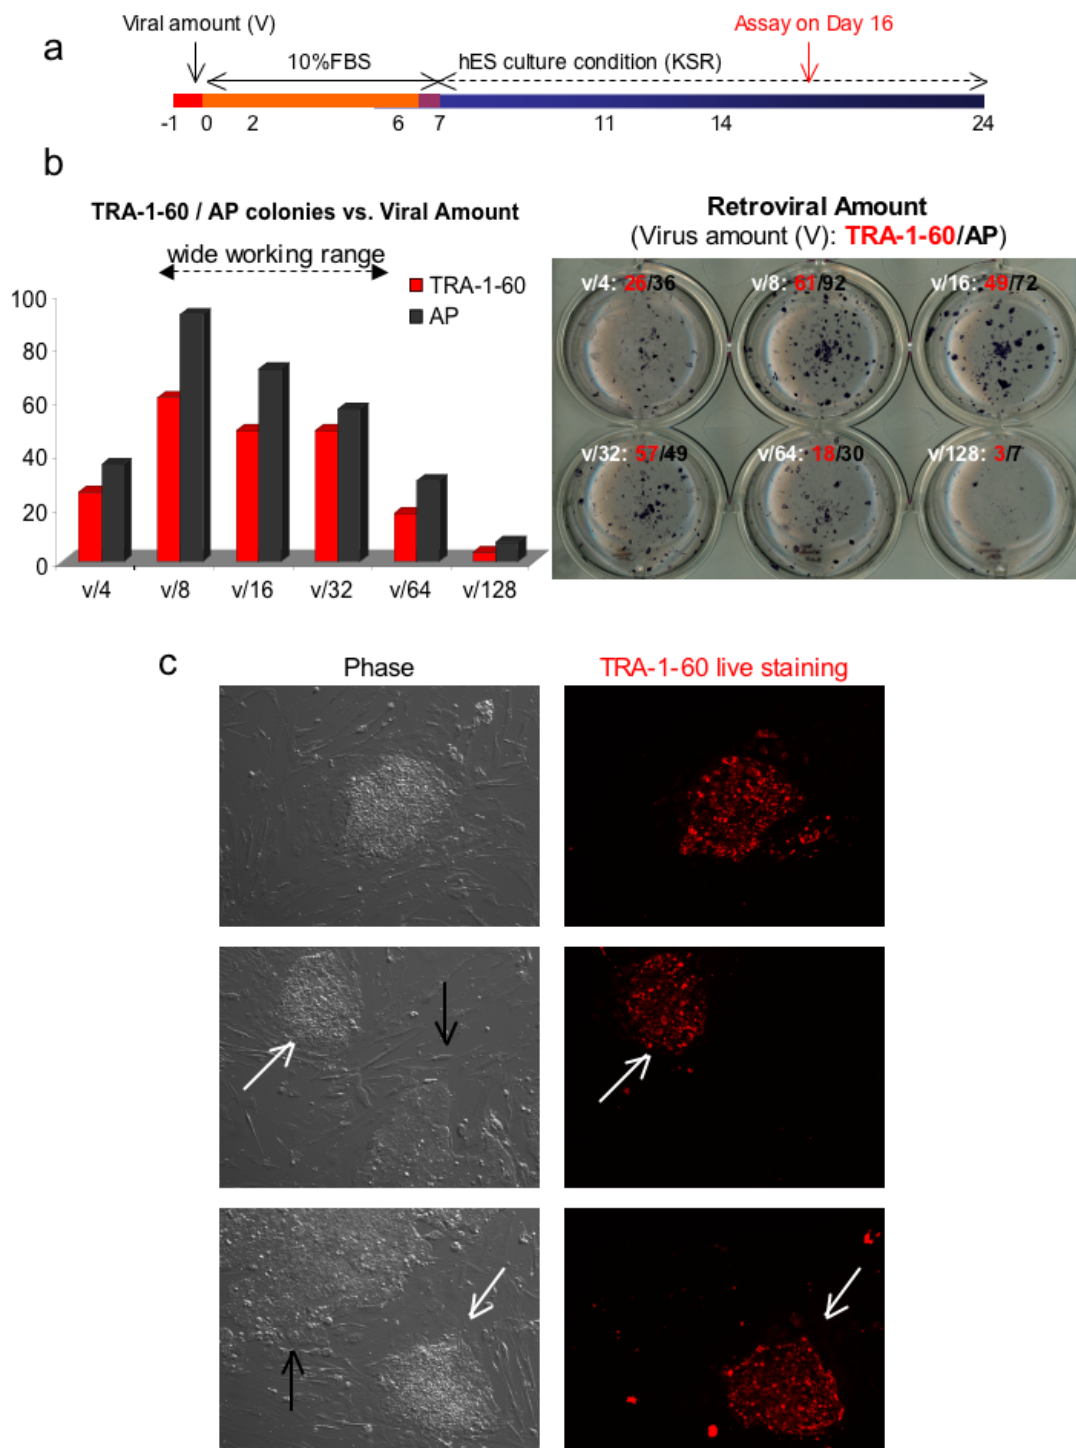 a
Viral amount (V)
Assay on Day 16
10%FBS
hES culture condition (KSR)
-1 0 2 6 7 11 14 24
b
TRA-1-60 / AP colonies vs. Viral Amount
wide working range
TRA-1-60
AP
100
80
60
40
20
0
v/4 v/8 v/16 v/32 v/64 v/128
Retroviral Amount
(Virus amount (V): TRA-1-60/AP)
v/4: 26/36 v/8: 61/92 v/16: 49/72
v/32: 57/49 v/64: 18/30 v/128: 3/7
c
Phase
TRA-1-60 live staining